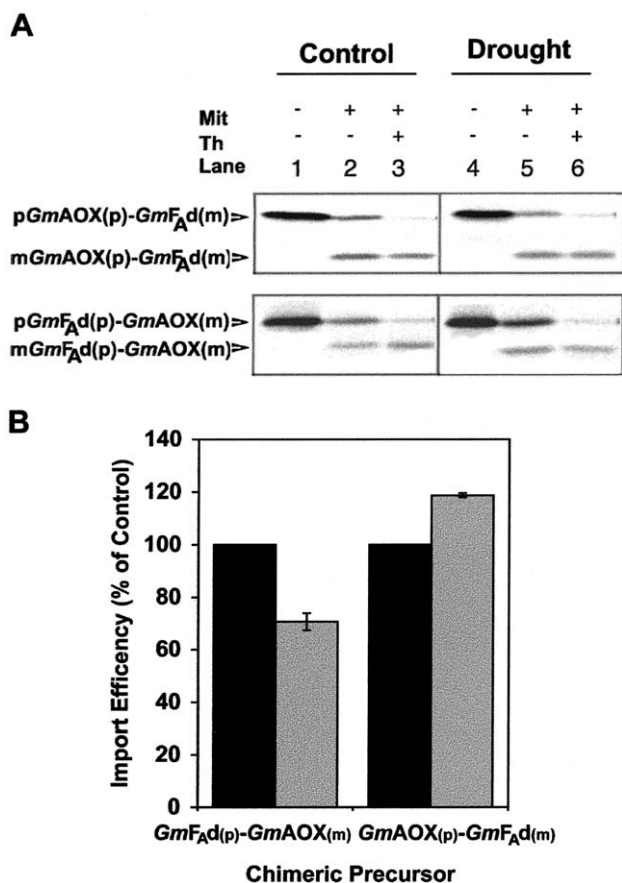 A
Control Drought
Mit - + + - + +
Th - - + - - +
Lane 1 2 3 4 5 6
pGmAOX(p)-GmFAd(m)
mGmAOX(p)-GmFAd(m)
pGmFAd(p)-GmAOX(m)
mGmFAd(p)-GmAOX(m)
B
Import Efficency (% of Control)
140
120
100
80
60
40
20
0
GmFAd(p)-GmAOX(m) GmAOX(p)-GmFAd(m)
Chimeric Precursor